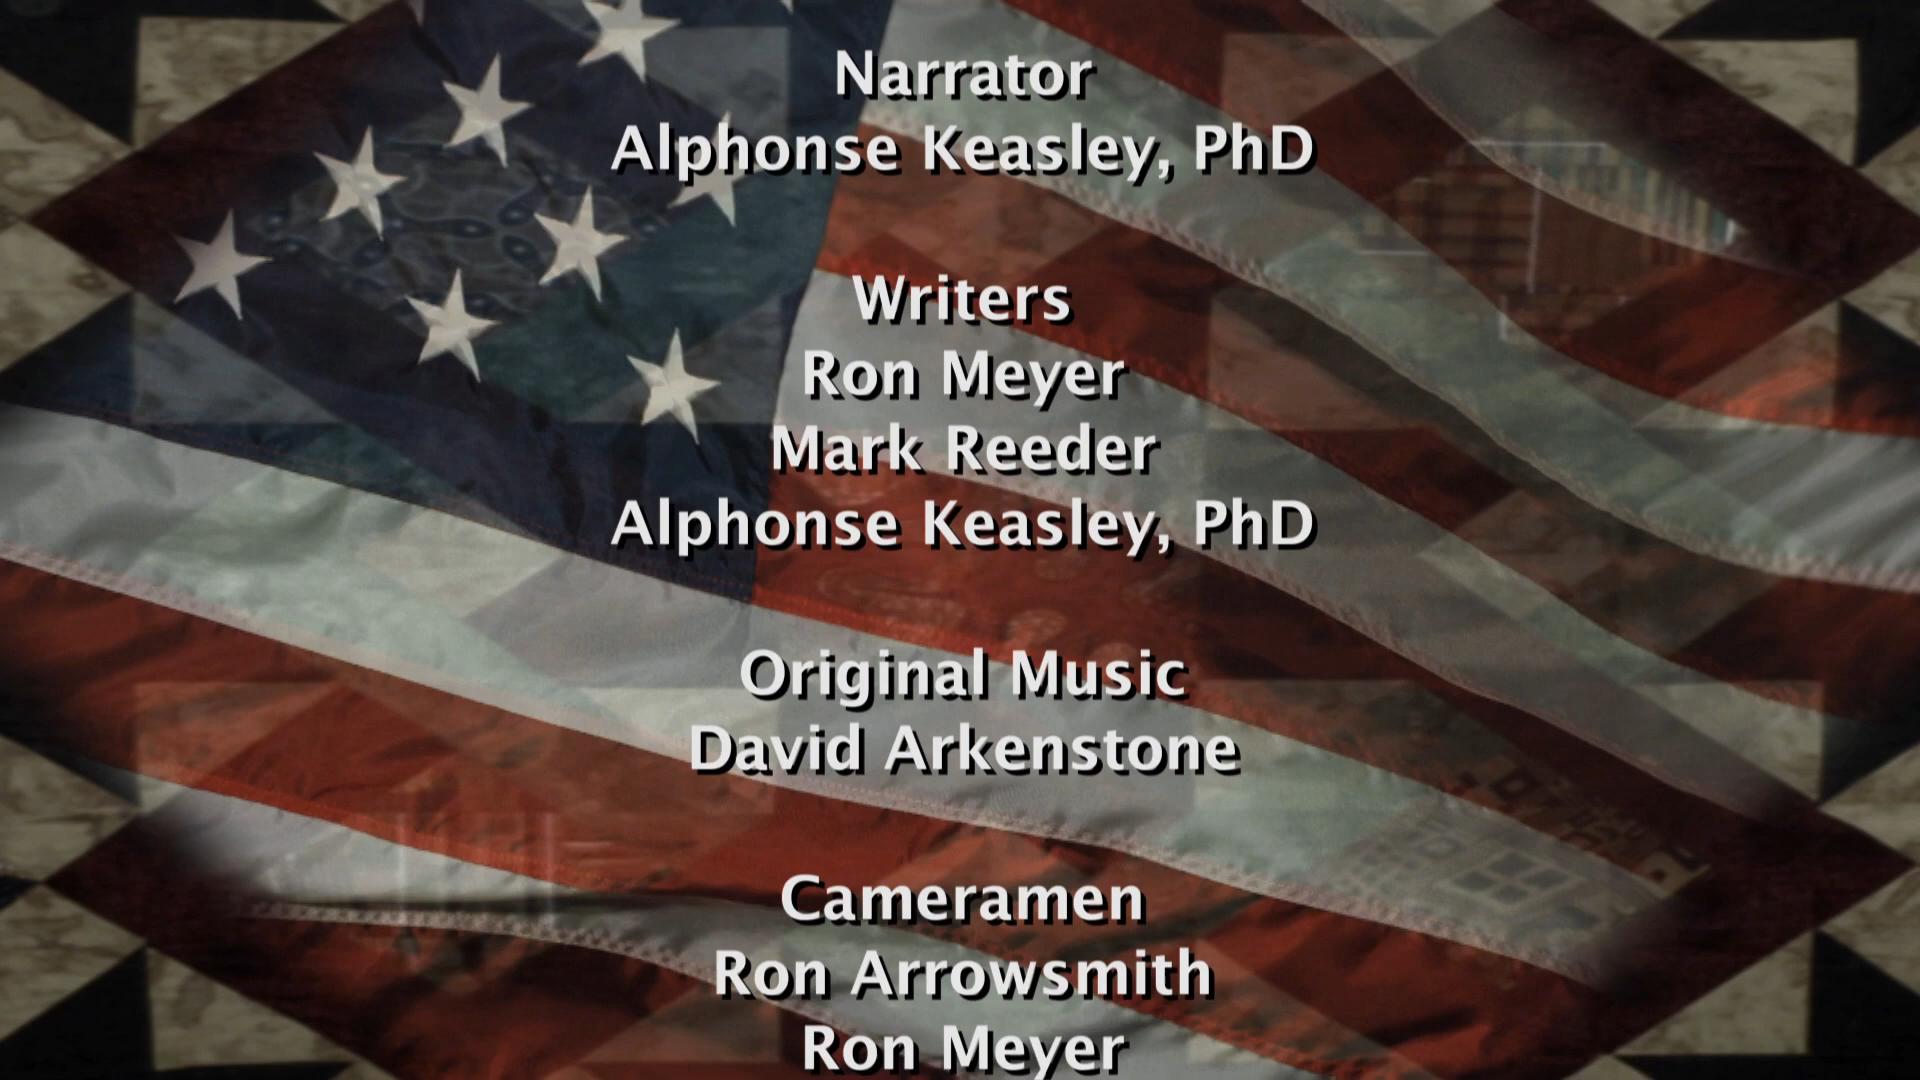 Narrator
Alphonse Keasley, PhD
Writers
Ron Meyer
Mark Reeder
Alphonse Keasley, PhD
Original Music
David Arkenstone
Cameramen
Ron Arrowsmith
Ron Meyer